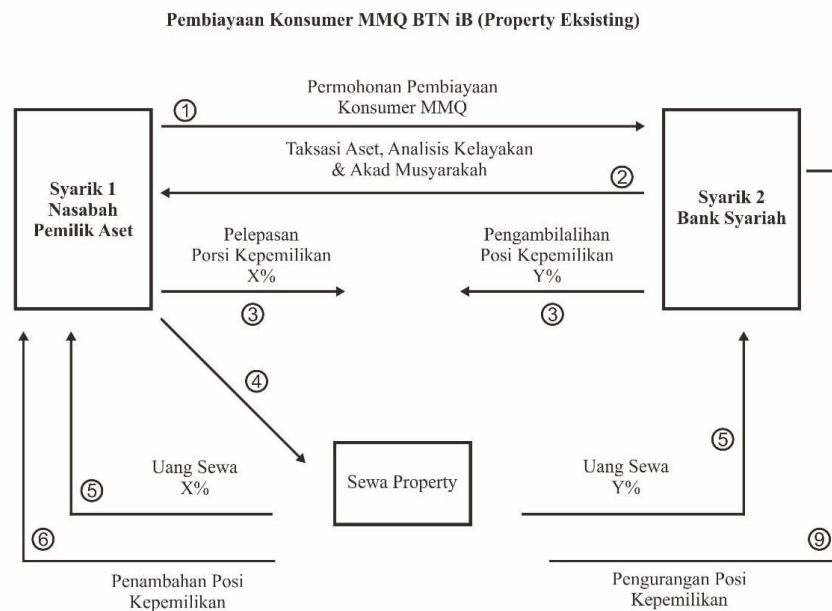 Pembiayaan Konsumer MMQ BTN iB (Property Eksisting)
①
Permohonan Pembiayaan
Konsumer MMQ
Taksasi Aset, Analisis Kelayakan
& Akad Musyarakah
②
Syarik 1
Nasabah
Pemilik Aset
Syarik 2
Bank Syariah
Pelepasan
Porsi Kepemilikan
X%
③
Pengambilalihan
Posi Kepemilikan
Y%
③
④
Sewa Property
Uang Sewa
X%
⑤
Uang Sewa
Y%
⑤
⑥
Penambahan Posi
Kepemilikan
⑨
Pengurangan Posi
Kepemilikan